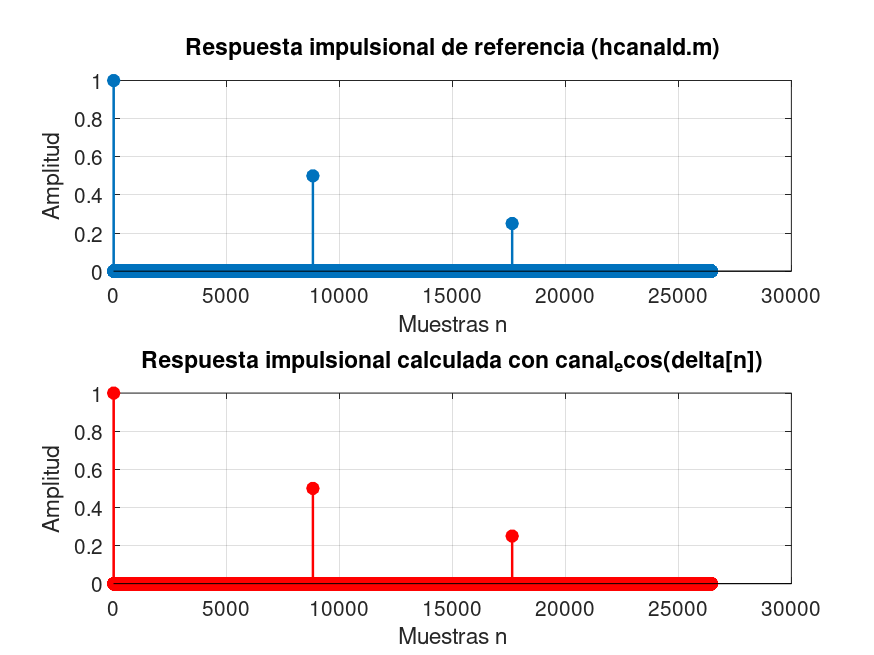 Respuesta impulsional de referencia (hcanald.m)
1
0.8
0.6
0.4
0.2
0
Amplitud
0 5000 10000 15000 20000 25000 30000
Muestras n
Respuesta impulsional calculada con canalₑcos(delta[n])
1
0.8
0.6
0.4
0.2
0
Amplitud
0 5000 10000 15000 20000 25000 30000
Muestras n